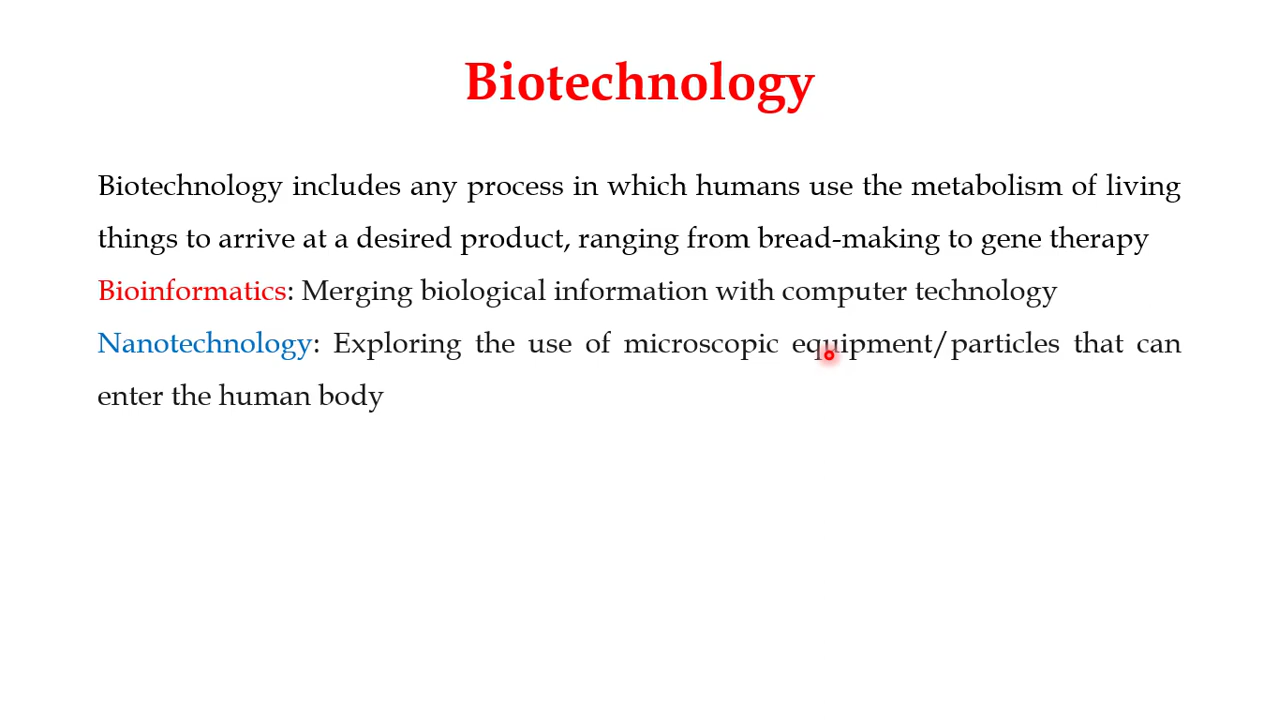 Biotechnology
Biotechnology includes any process in which humans use the metabolism of living
things to arrive at a desired product, ranging from bread-making to gene therapy
Bioinformatics: Merging biological information with computer technology
Nanotechnology: Exploring the use of microscopic equipment/particles that can
enter the human body